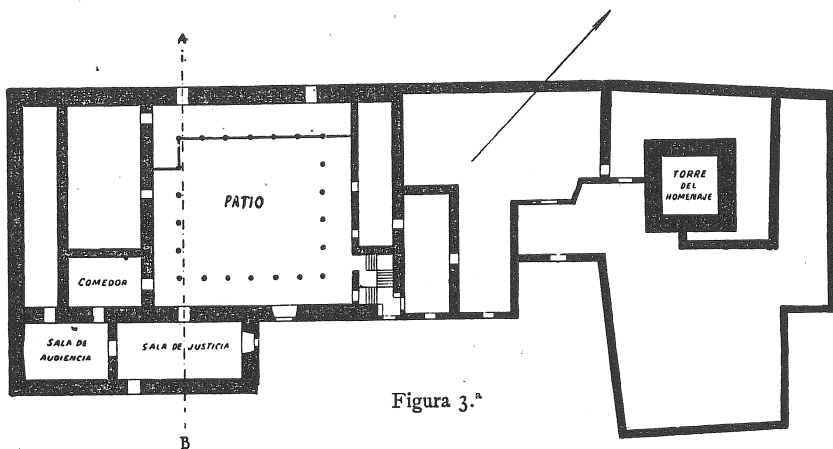 A
PATIO
TORRE
DEL
HOMENAJE
COMEDOR
SALA DE
AUDIENCIA
SALA DE JUSTICIA
Figura 3.ª
B